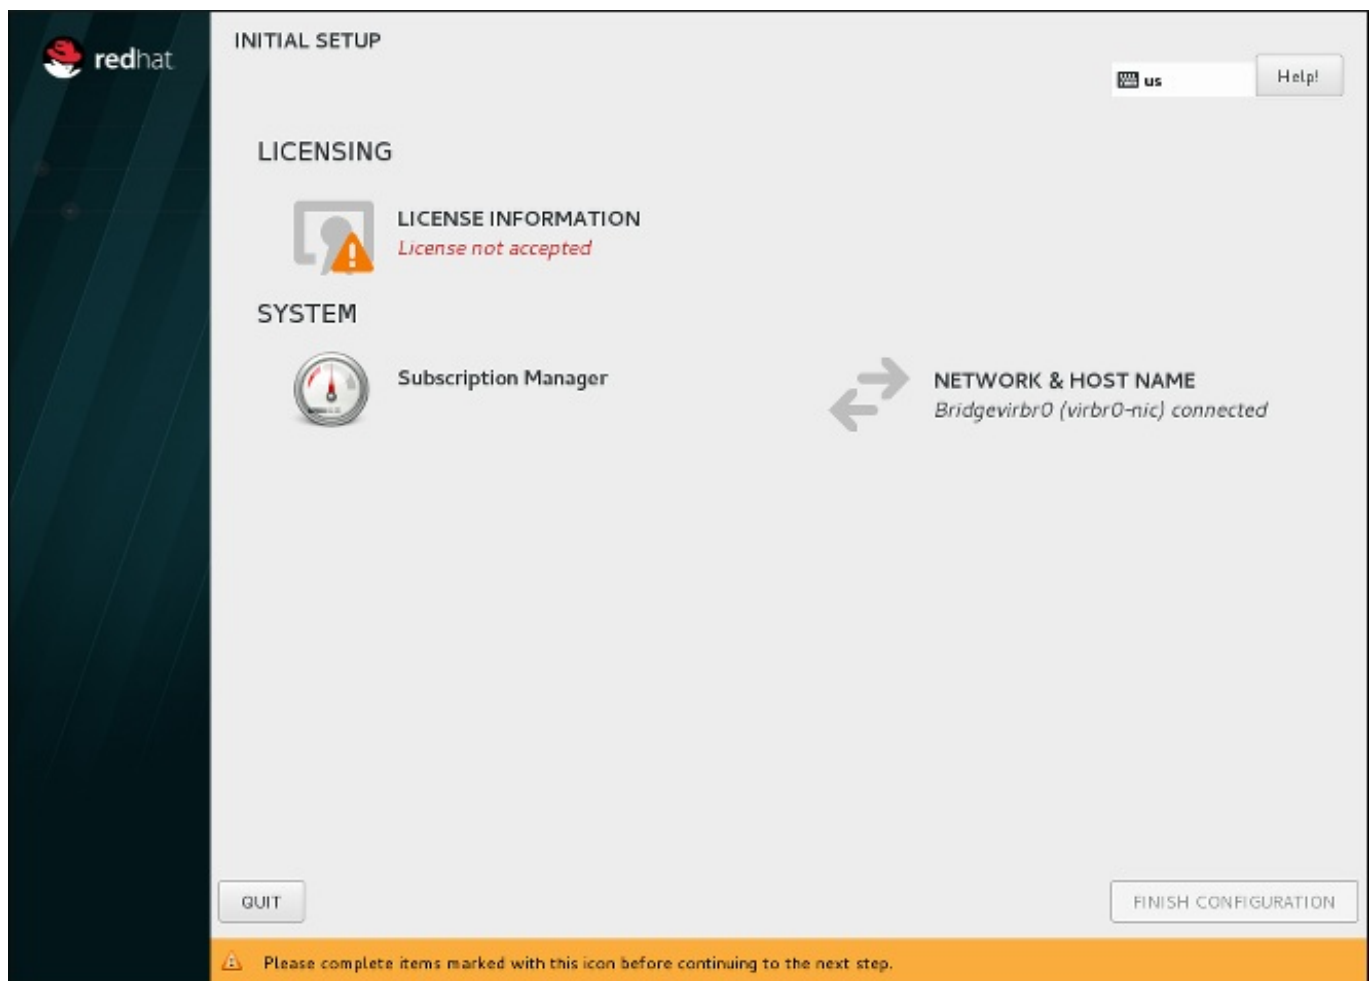 redhat
INITIAL SETUP
us
Help!
LICENSING
LICENSE INFORMATION
License not accepted
SYSTEM
Subscription Manager
NETWORK & HOST NAME
Bridgevirbr0 (virbr0-nic) connected
QUIT
FINISH CONFIGURATION
Please complete items marked with this icon before continuing to the next step.